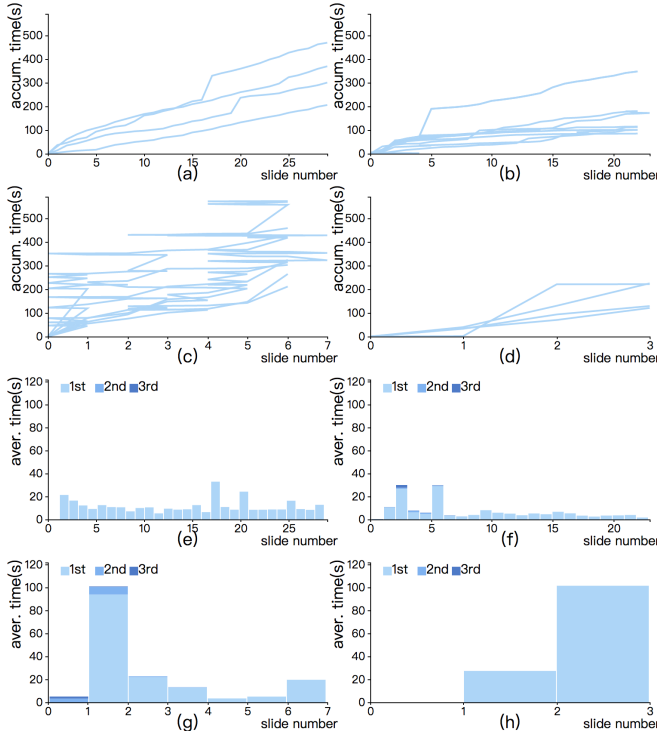 accum. time(s)
500
400
300
200
100
0
0 5 10 15 20 25
slide number
(a)
accum. time(s)
500
400
300
200
100
0
0 5 10 15 20
slide number
(b)
accum. time(s)
500
400
300
200
100
0
0 1 2 3 4 5 6 7
slide number
(c)
accum. time(s)
500
400
300
200
100
0
0 1 2 3
slide number
(d)
aver. time(s)
120
100
80
60
40
20
0
1st 2nd 3rd
0 5 10 15 20 25
slide number
(e)
aver. time(s)
120
100
80
60
40
20
0
1st 2nd 3rd
0 5 10 15 20
slide number
(f)
aver. time(s)
120
100
80
60
40
20
0
1st 2nd 3rd
0 1 2 3 4 5 6 7
slide number
(g)
aver. time(s)
120
100
80
60
40
20
0
1st 2nd 3rd
0 1 2 3
slide number
(h)